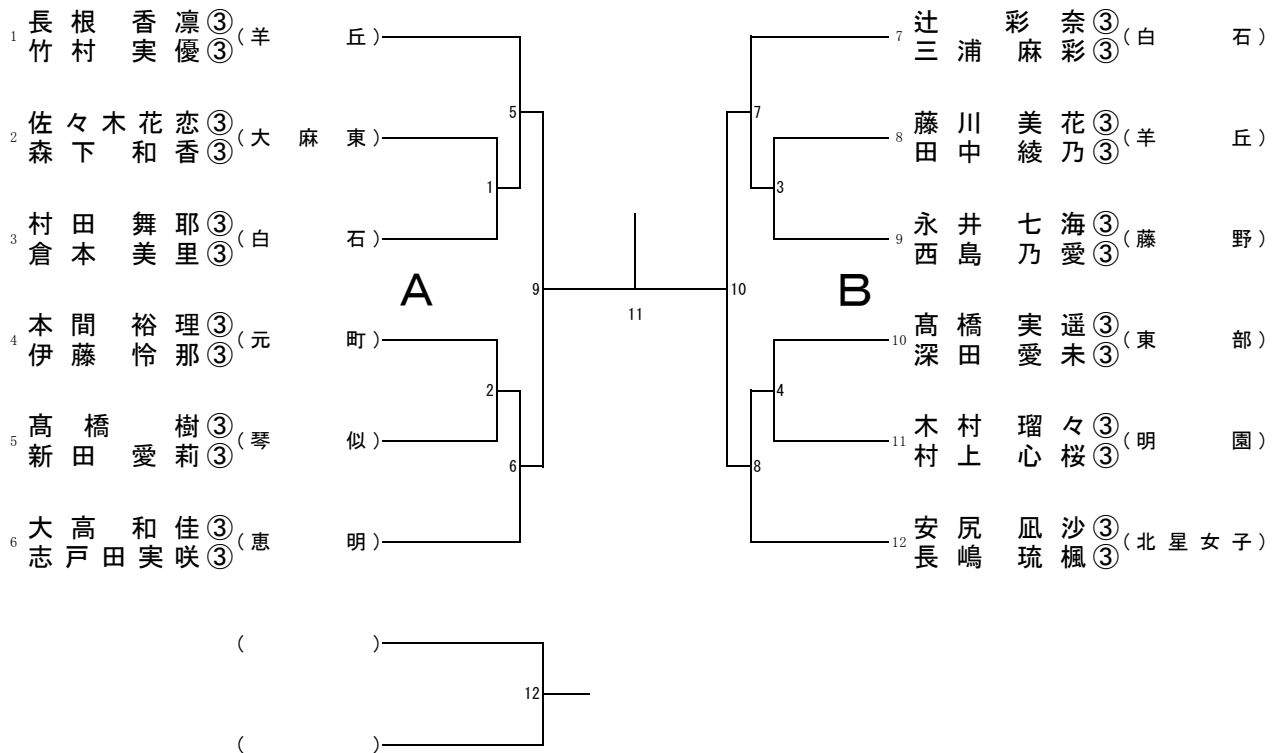 1 長根 香凛③(羊丘)
竹村実優③
2 佐々木花恋③(大麻東)
森下和香③
3 村田舞耶③(白石)
倉本美里③
4 本間裕理③(元町)
伊藤怜那③
5 髙橋樹③(琴似)
新田愛莉③
6 大高和佳③(恵明)
志戸田実咲③
( )
( )
5
1
A
9
2
6
12
11
7
3
10
B
4
8
7 辻彩奈③(白石)
三浦麻彩③
8 藤川美花③(羊丘)
田中綾乃③
9 永井七海③(藤野)
西島乃愛③
10 髙橋実遥③(東部)
深田愛未③
11 木村瑠々③(明園)
村上心桜③
12 安尻凪沙③(北星女子)
長嶋琉楓③